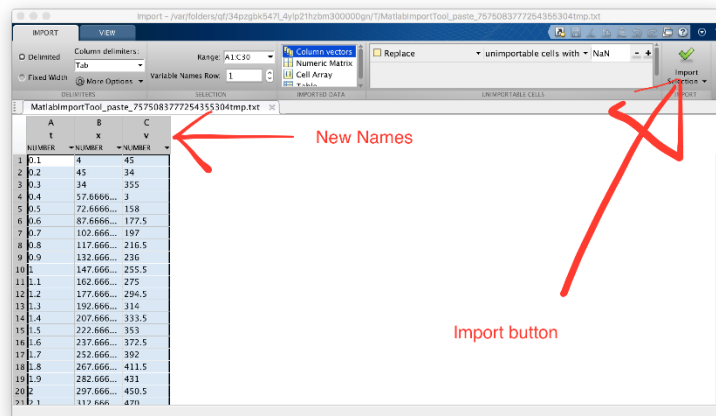 Import - /var/folders/qf/34pzgbk547l_4ylp21hzbm300000gn/T/MatlabImportTool_paste_7575083777254355304tmp.txt
IMPORT VIEW
Delimited Column delimiters: Range: A1:C30 Column vectors Replace unimportable cells with NaN - +
Tab Numeric Matrix
Fixed Width More Options Variable Names Row: 1 Cell Array Import
Table Selection
DELIMITERS SELECTION IMPORTED DATA UNIMPORTABLE CELLS IMPORT
MatlabImportTool_paste_7575083777254355304tmp.txt
A B C
t x v
NUMBER NUMBER NUMBER
New Names
1 0.1 4 45
2 0.2 45 34
3 0.3 34 355
4 0.4 57.6666... 3
5 0.5 72.6666... 158
6 0.6 87.6666... 177.5
7 0.7 102.666... 197
8 0.8 117.666... 216.5
9 0.9 132.666... 236
10 1 147.666... 255.5
11 1.1 162.666... 275
12 1.2 177.666... 294.5
13 1.3 192.666... 314
14 1.4 207.666... 333.5
15 1.5 222.666... 353
Import button
16 1.6 237.666... 372.5
17 1.7 252.666... 392
18 1.8 267.666... 411.5
19 1.9 282.666... 431
20 2 297.666... 450.5
21 2.1 312.666 470